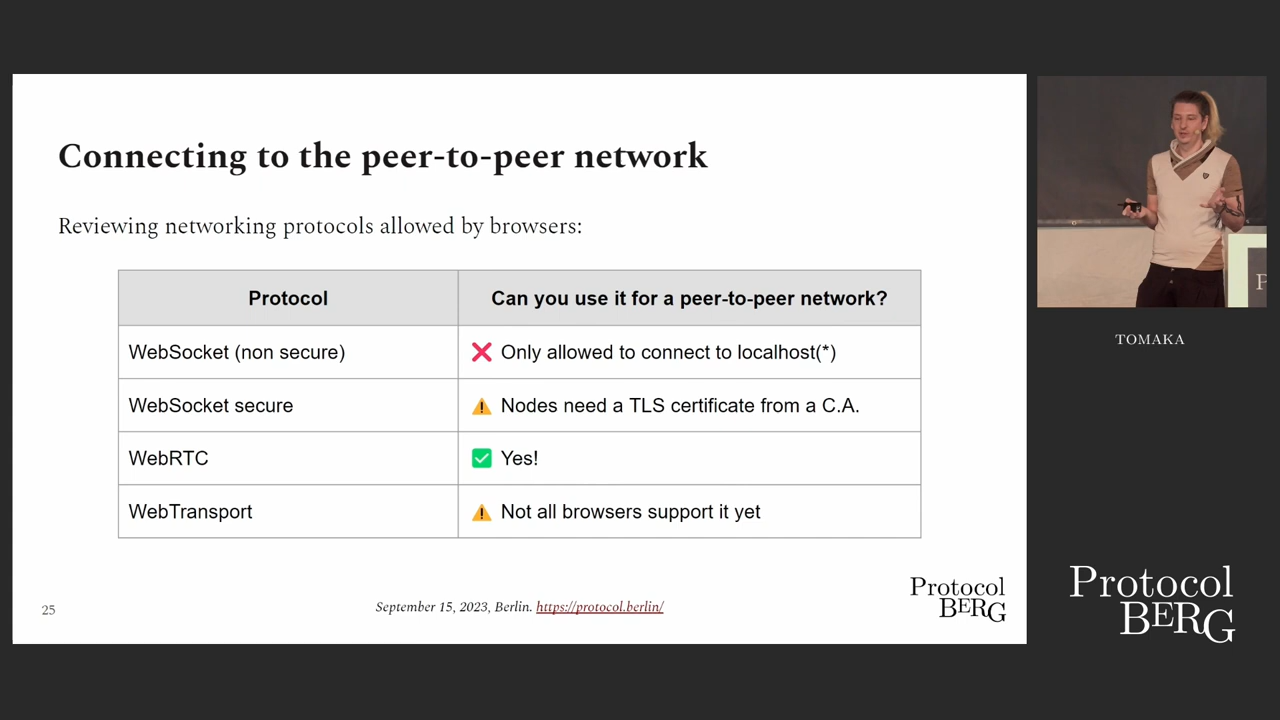 Connecting to the peer-to-peer network
Reviewing networking protocols allowed by browsers:
Protocol
Can you use it for a peer-to-peer network?
WebSocket (non secure)
❌ Only allowed to connect to localhost(*)
WebSocket secure
⚠️ Nodes need a TLS certificate from a C.A.
WebRTC
✅ Yes!
WebTransport
⚠️ Not all browsers support it yet
25
September 15, 2023, Berlin. https://protocol.berlin/
Protocol
BERG
P
TOMAKA
Protocol
BERG